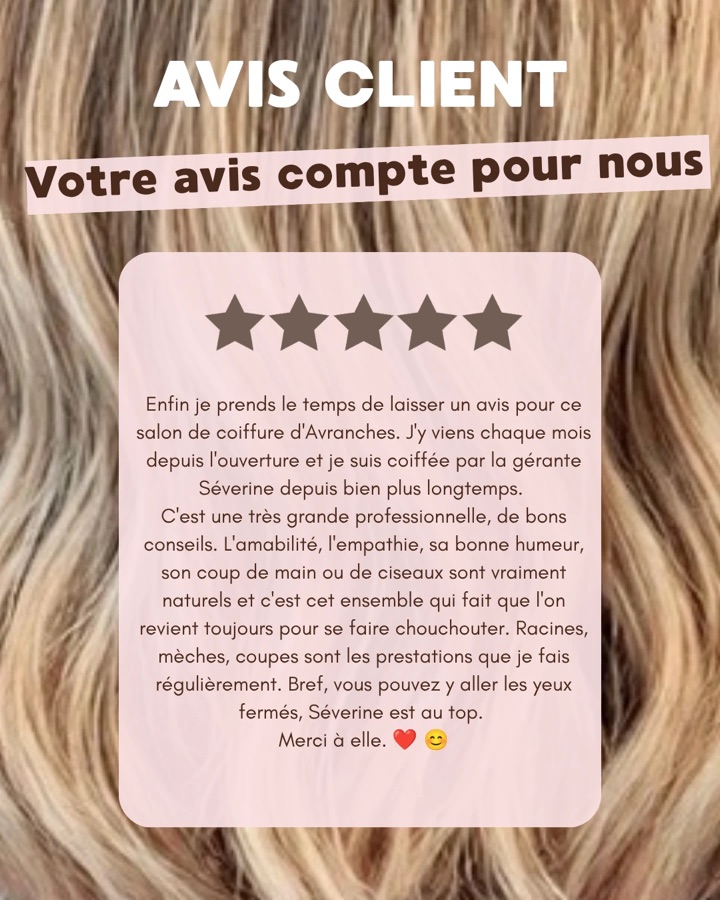 AVIS CLIENT
Votre avis compte pour nous
Enfin je prends le temps de laisser un avis pour ce
salon de coiffure d'Avranches. J'y viens chaque mois
depuis l'ouverture et je suis coiffée par la gérante
Séverine depuis bien plus longtemps.
C'est une très grande professionnelle, de bons
conseils. L'amabilité, l'empathie, sa bonne humeur,
son coup de main ou de ciseaux sont vraiment
naturels et c'est cet ensemble qui fait que l'on
revient toujours pour se faire chouchouter. Racines,
mèches, coupes sont les prestations que je fais
régulièrement. Bref, vous pouvez y aller les yeux
fermés, Séverine est au top.
Merci à elle. ❤️ 😊